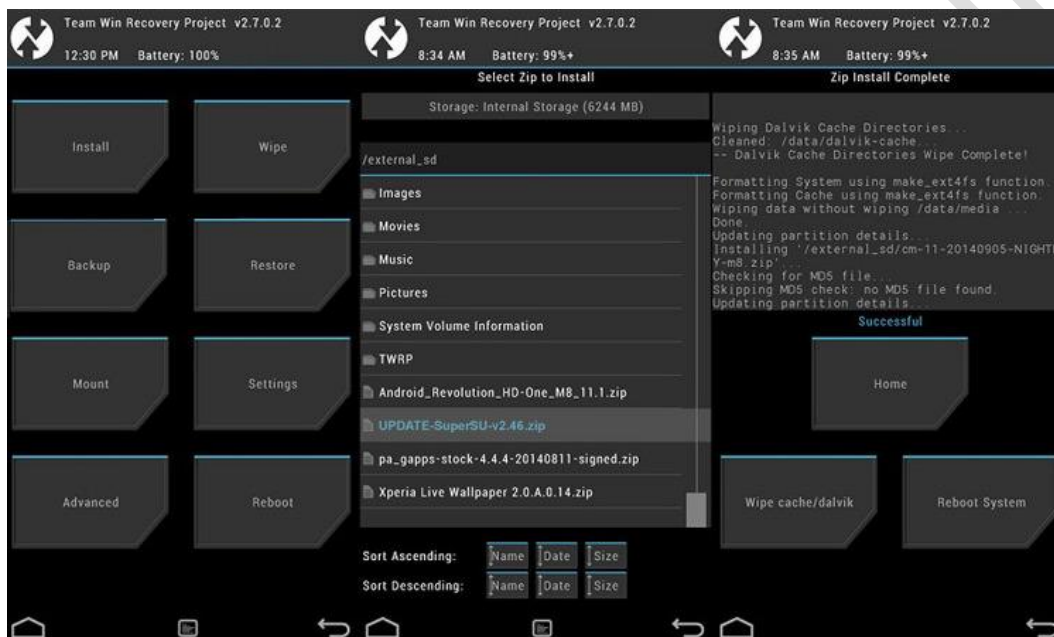 Team Win Recovery Project v2.7.0.2
12:30 PM Battery: 100%
Install
Wipe
Backup
Restore
Mount
Settings
Advanced
Reboot
Team Win Recovery Project v2.7.0.2
8:34 AM Battery: 99%+
Select Zip to Install
Storage: Internal Storage (6244 MB)
/external_sd
Images
Movies
Music
Pictures
System Volume Information
TWRP
Android_Revolution_HD-One_M8_11.1.zip
UPDATE-SuperSU-v2.46.zip
pa_gapps-stock-4.4.4-20140811-signed.zip
Xperia Live Wallpaper 2.0.A.0.14.zip
Sort Ascending: Name Date Size
Sort Descending: Name Date Size
Team Win Recovery Project v2.7.0.2
8:35 AM Battery: 99%+
Zip Install Complete
Wiping Dalvik Cache Directories...
Cleaned: /data/dalvik-cache...
-- Dalvik Cache Directories Wipe Complete!
Formatting System using make_ext4fs function.
Formatting Cache using make_ext4fs function.
Wiping data without wiping /data/media ...
Done.
Updating partition details...
Installing '/external_sd/cm-11-20140905-NIGHTL
Y-m8.zip'...
Checking for MD5 file...
Skipping MD5 check: no MD5 file found.
Updating partition details...
Successful
Home
Wipe cache/dalvik
Reboot System